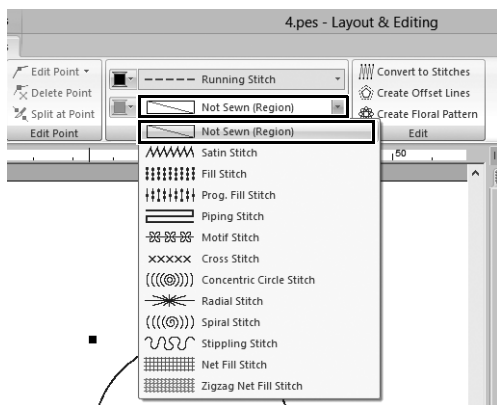 4.pes - Layout & Editing
Edit Point
Delete Point
Split at Point
Edit Point
Running Stitch
Not Sewn (Region)
Convert to Stitches
Create Offset Lines
Create Floral Pattern
Edit
Not Sewn (Region)
Satin Stitch
Fill Stitch
Prog. Fill Stitch
Piping Stitch
Motif Stitch
Cross Stitch
Concentric Circle Stitch
Radial Stitch
Spiral Stitch
Stippling Stitch
Net Fill Stitch
Zigzag Net Fill Stitch
50